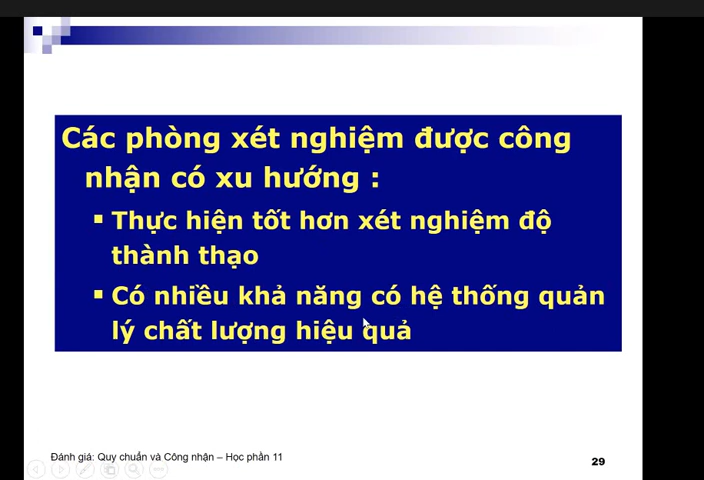 Các phòng xét nghiệm được công
nhận có xu hướng :
▪ Thực hiện tốt hơn xét nghiệm độ
thành thạo
▪ Có nhiều khả năng có hệ thống quản
lý chất lượng hiệu quả
Đánh giá: Quy chuẩn và Công nhận – Học phần 11
29